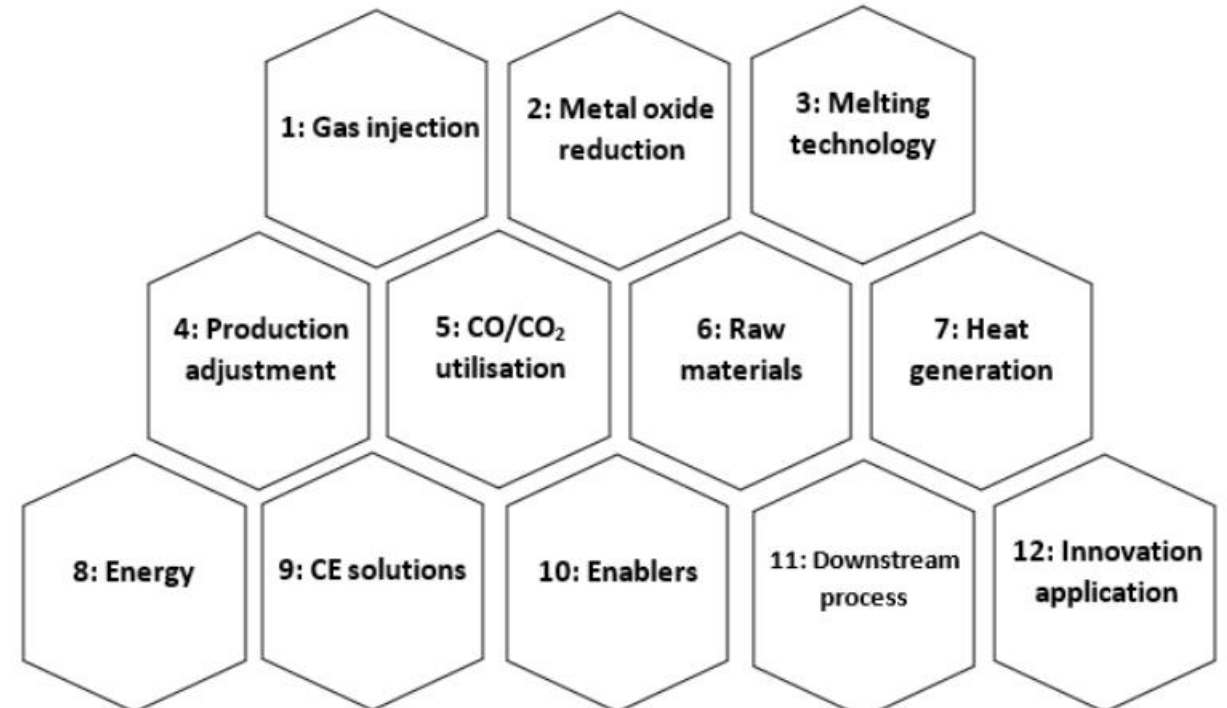 1: Gas injection
2: Metal oxide
reduction
3: Melting
technology
4: Production
adjustment
5: CO/CO₂
utilisation
6: Raw
materials
7: Heat
generation
8: Energy
9: CE solutions
10: Enablers
11: Downstream
process
12: Innovation
application